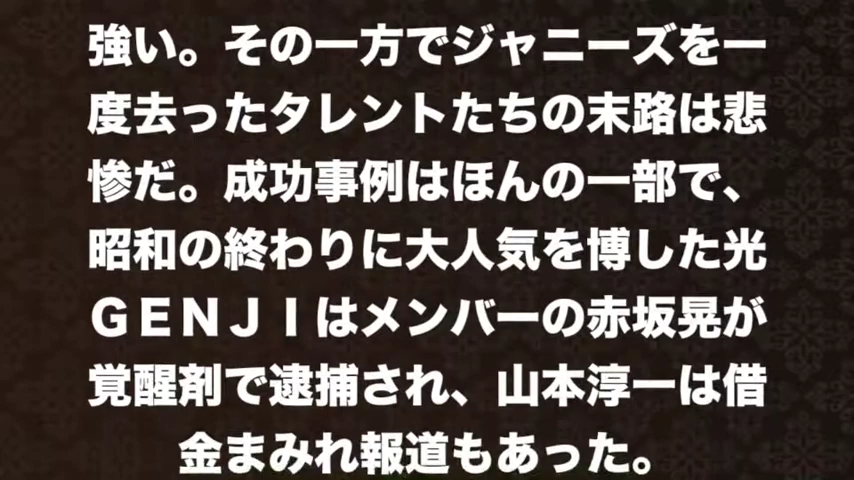 強い。その一方でジャニーズを一
度去ったタレントたちの末路は悲
惨だ。成功事例はほんの一部で、
昭和の終わりに大人気を博した光
ＧＥＮＪＩはメンバーの赤坂晃が
覚醒剤で逮捕され、山本淳一は借
金まみれ報道もあった。